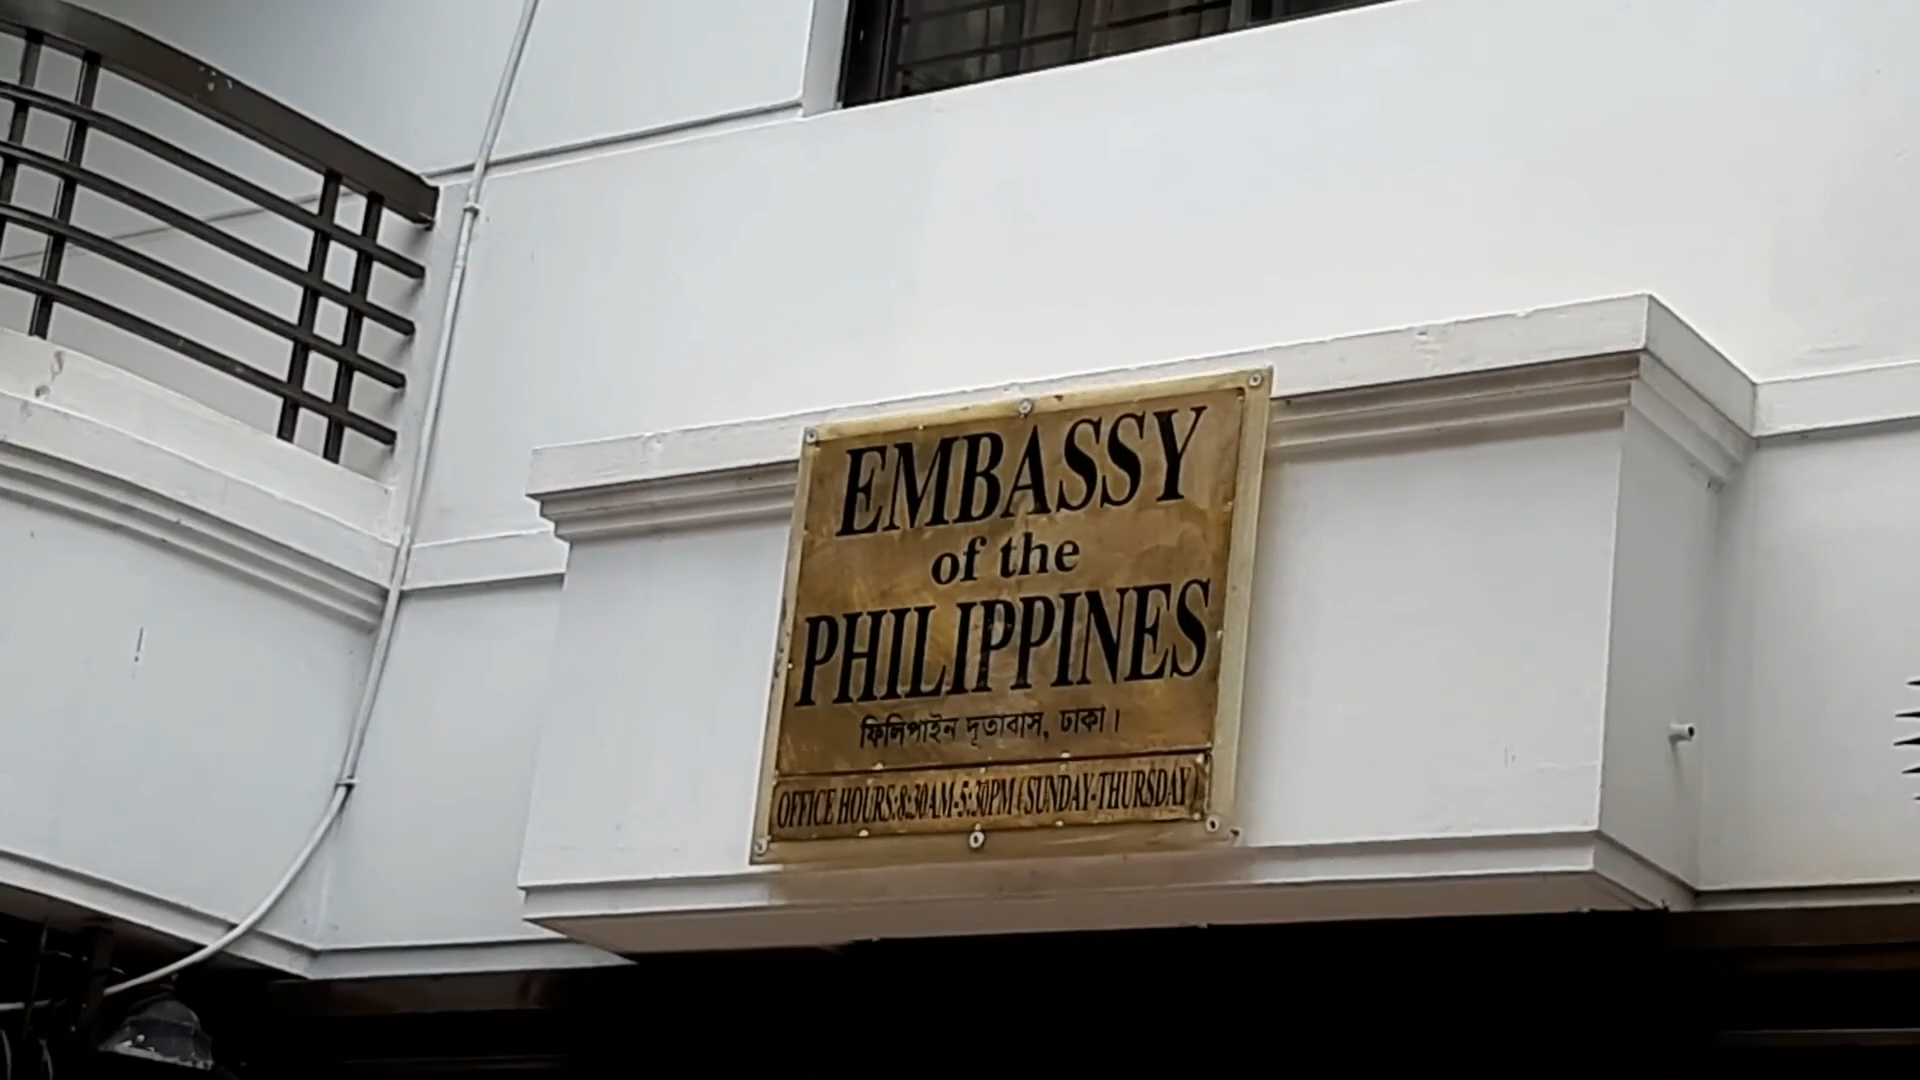 EMBASSY
of the
PHILIPPINES
ফিলিপাইন দূতাবাস, ঢাকা।
OFFICE HOURS:8:30AM-5:30PM (SUNDAY-THURSDAY)